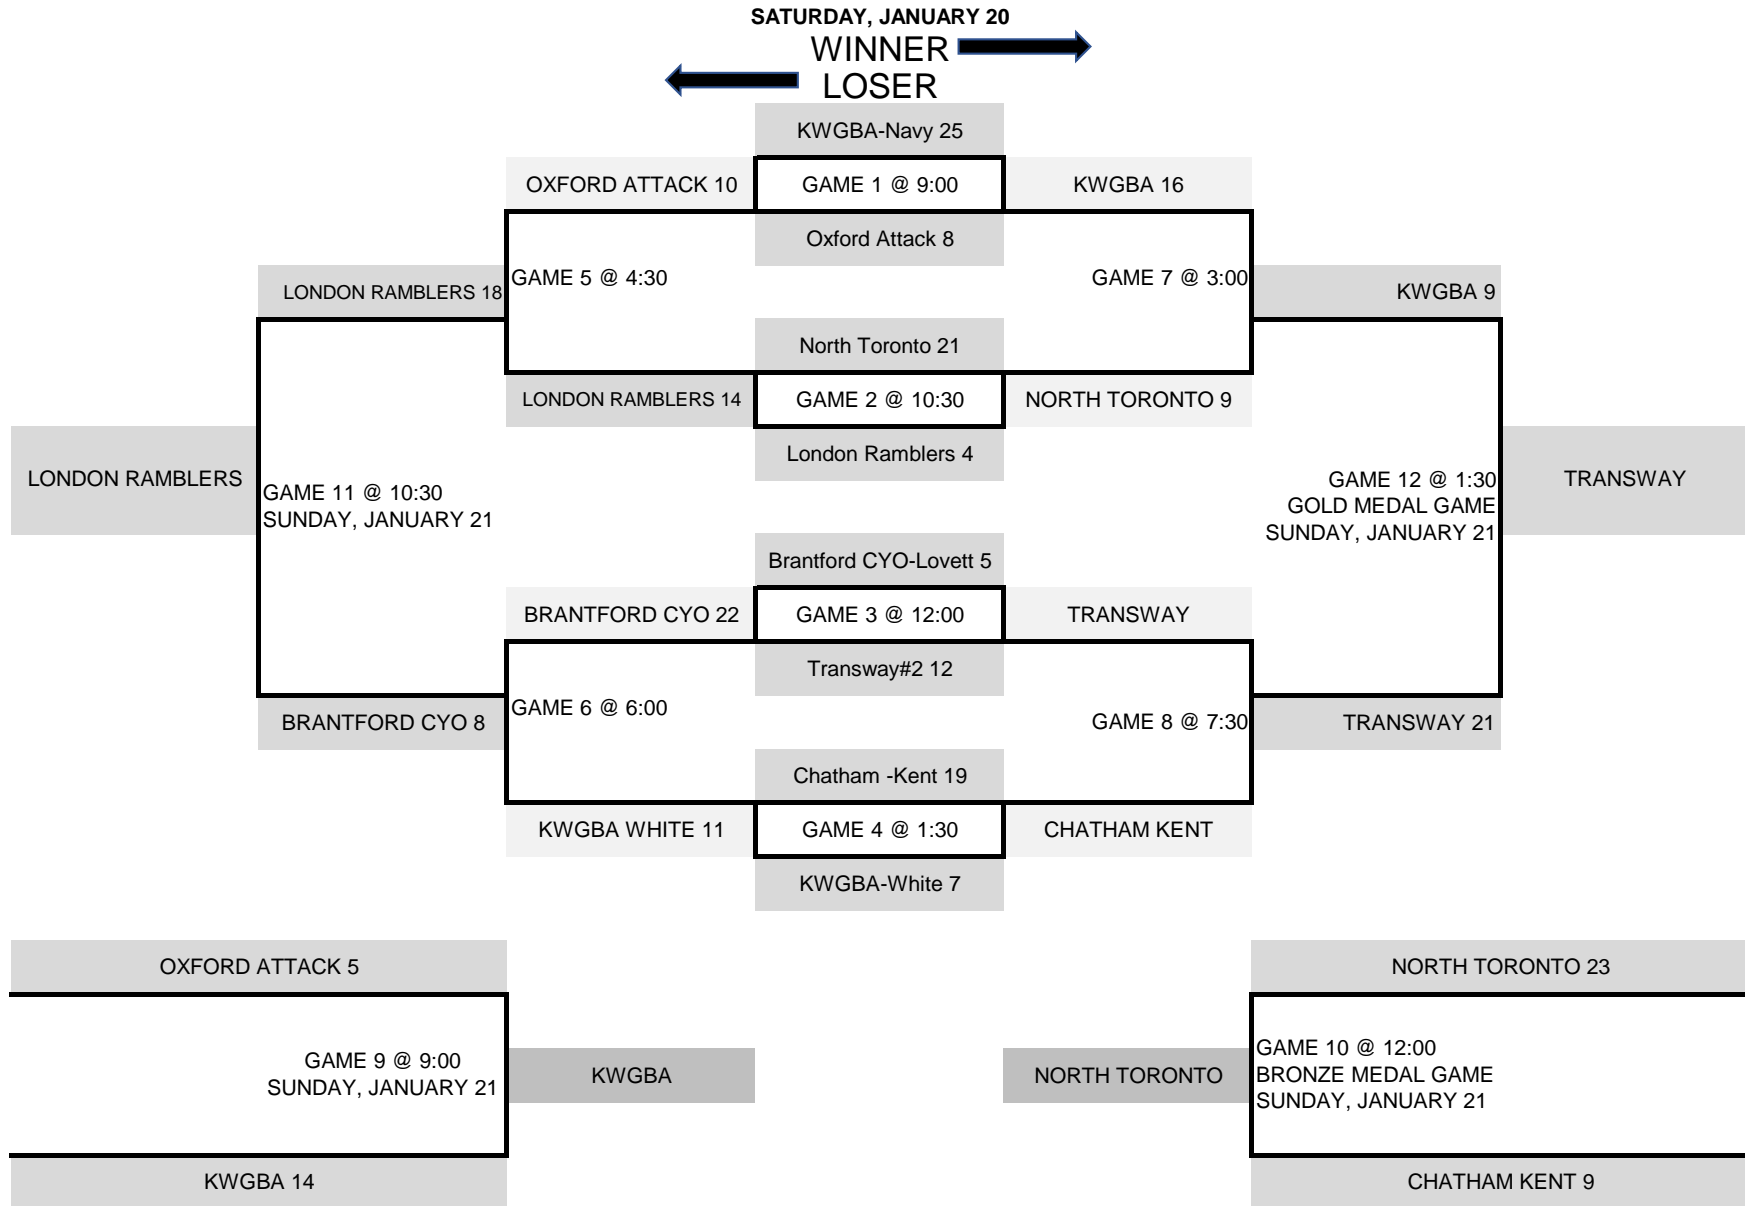 SATURDAY, JANUARY 20
WINNER
LOSER
KWGBA-Navy 25
OXFORD ATTACK 10
GAME 1 @ 9:00
KWGBA 16
Oxford Attack 8
GAME 5 @ 4:30
GAME 7 @ 3:00
LONDON RAMBLERS 18
KWGBA 9
North Toronto 21
LONDON RAMBLERS 14
GAME 2 @ 10:30
NORTH TORONTO 9
London Ramblers 4
LONDON RAMBLERS
GAME 11 @ 10:30
SUNDAY, JANUARY 21
GAME 12 @ 1:30
GOLD MEDAL GAME
SUNDAY, JANUARY 21
TRANSWAY
Brantford CYO-Lovett 5
BRANTFORD CYO 22
GAME 3 @ 12:00
TRANSWAY
Transway#2 12
GAME 6 @ 6:00
GAME 8 @ 7:30
BRANTFORD CYO 8
TRANSWAY 21
Chatham -Kent 19
KWGBA WHITE 11
GAME 4 @ 1:30
CHATHAM KENT
KWGBA-White 7
OXFORD ATTACK 5
NORTH TORONTO 23
GAME 9 @ 9:00
SUNDAY, JANUARY 21
KWGBA
NORTH TORONTO
GAME 10 @ 12:00
BRONZE MEDAL GAME
SUNDAY, JANUARY 21
KWGBA 14
CHATHAM KENT 9